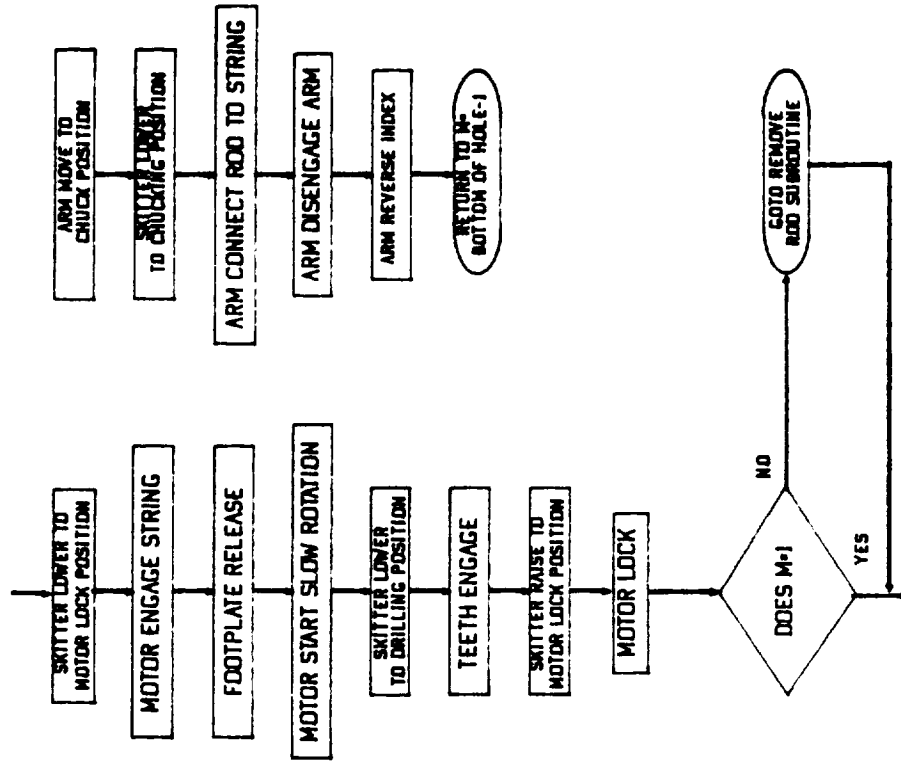 SKITTER LOWER TO
MOTOR LOCK POSITION
MOTOR ENGAGE STRING
FOOTPLATE RELEASE
MOTOR START SLOW ROTATION
SKITTER LOWER
TO DRILLING POSITION
TEETH ENGAGE
SKITTER RAISE TO
MOTOR LOCK POSITION
MOTOR LOCK
DOES M=1
NO
YES
GOTO REMOVE
ROD SUBROUTINE
ARM MOVE TO
CHUCK POSITION
SKITTER LOWER
TO CHUCKING POSITION
ARM CONNECT ROD TO STRING
ARM DISENGAGE ARM
ARM REVERSE INDEX
RETURN TO M=
BOTTOM OF HOLE-1